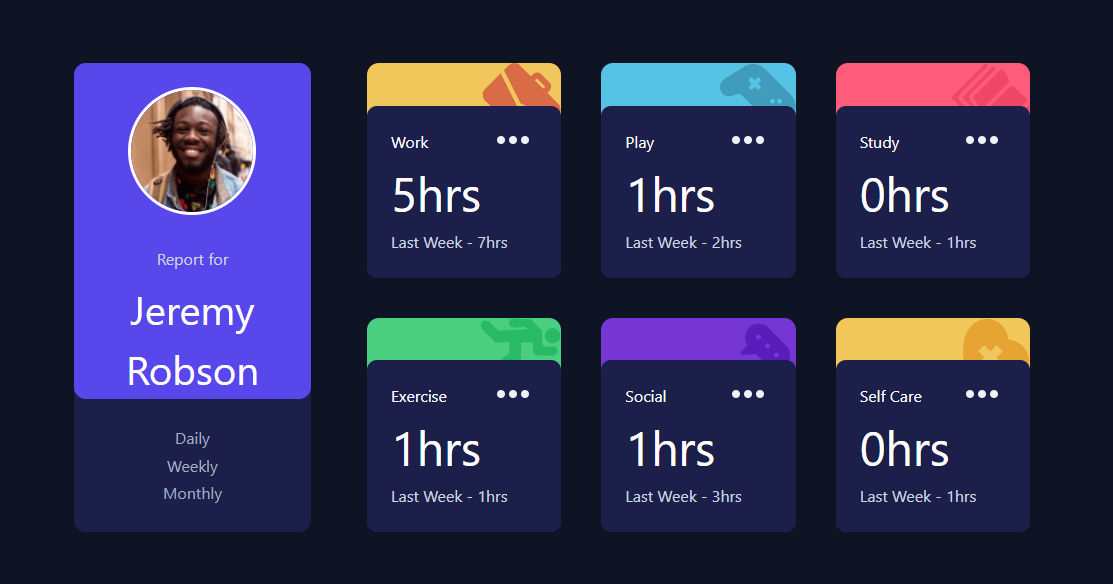 Report for
Jeremy
Robson
Daily
Weekly
Monthly
Work
5hrs
Last Week - 7hrs
Play
1hrs
Last Week - 2hrs
Study
0hrs
Last Week - 1hrs
Exercise
1hrs
Last Week - 1hrs
Social
1hrs
Last Week - 3hrs
Self Care
0hrs
Last Week - 1hrs